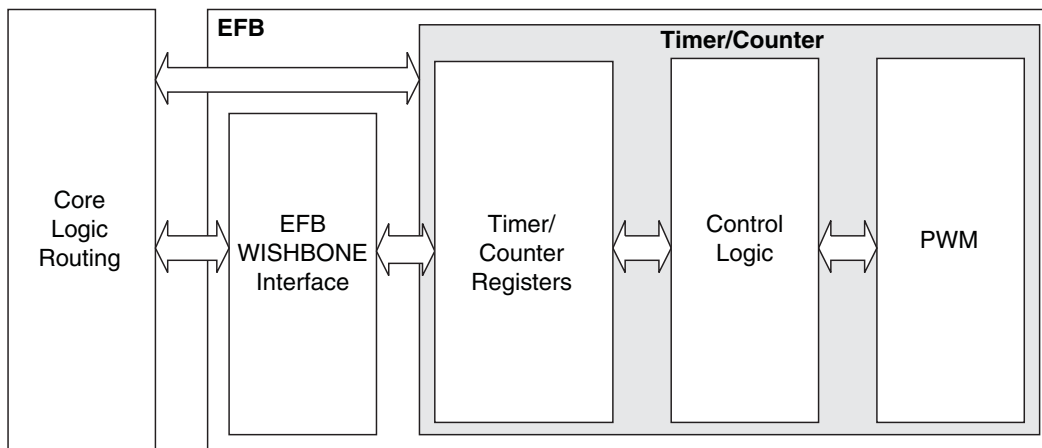 EFB
Timer/Counter
Core
Logic
Routing
EFB
WISHBONE
Interface
Timer/
Counter
Registers
Control
Logic
PWM